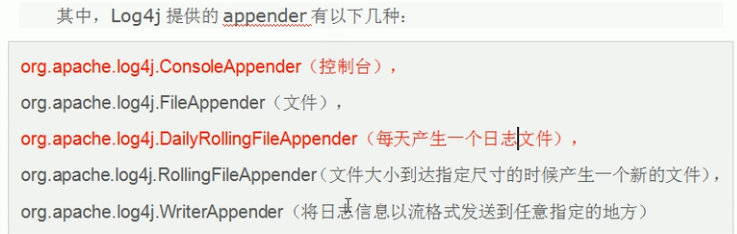 其中，Log4j 提供的 appender 有以下几种：
org.apache.log4j.ConsoleAppender（控制台），
org.apache.log4j.FileAppender（文件），
org.apache.log4j.DailyRollingFileAppender（每天产生一个日志文件），
org.apache.log4j.RollingFileAppender（文件大小到达指定尺寸的时候产生一个新的文件），
org.apache.log4j.WriterAppender（将日志信息以流格式发送到任意指定的地方）